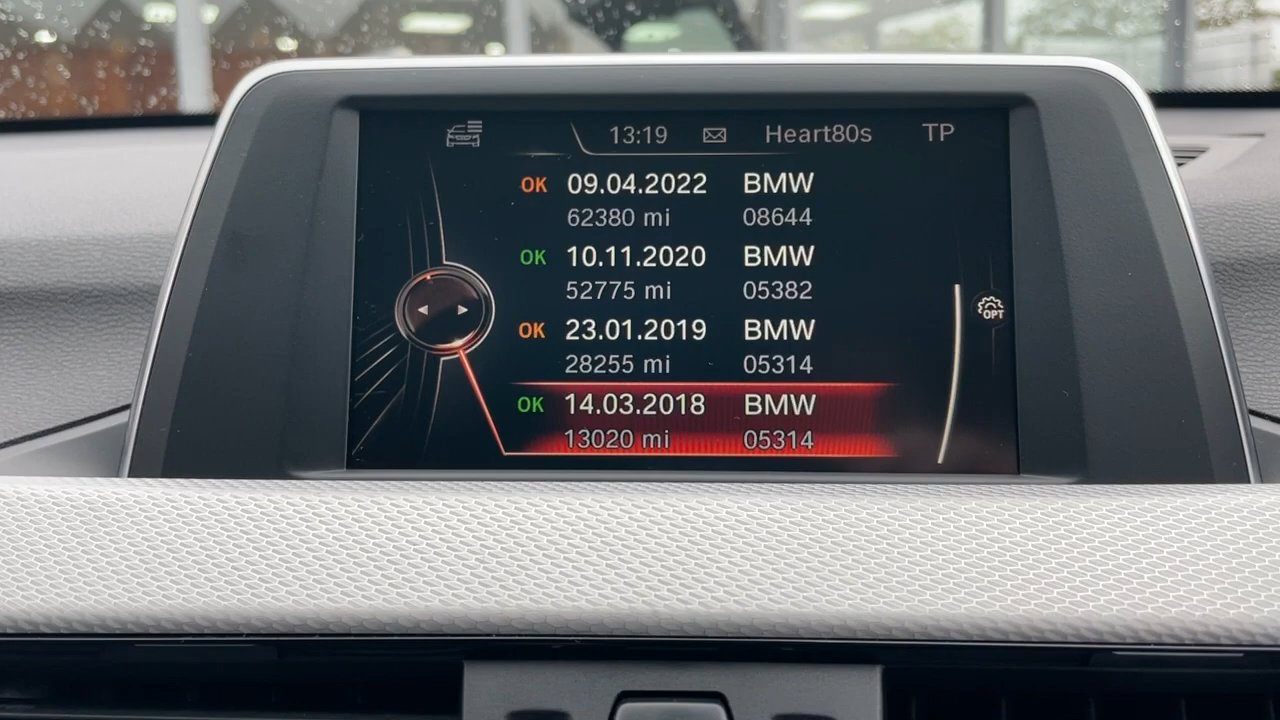 13:19 Heart80s TP
OK 09.04.2022 BMW
62380 mi 08644
OK 10.11.2020 BMW
52775 mi 05382
OK 23.01.2019 BMW
28255 mi 05314
OPT
OK 14.03.2018 BMW
13020 mi 05314